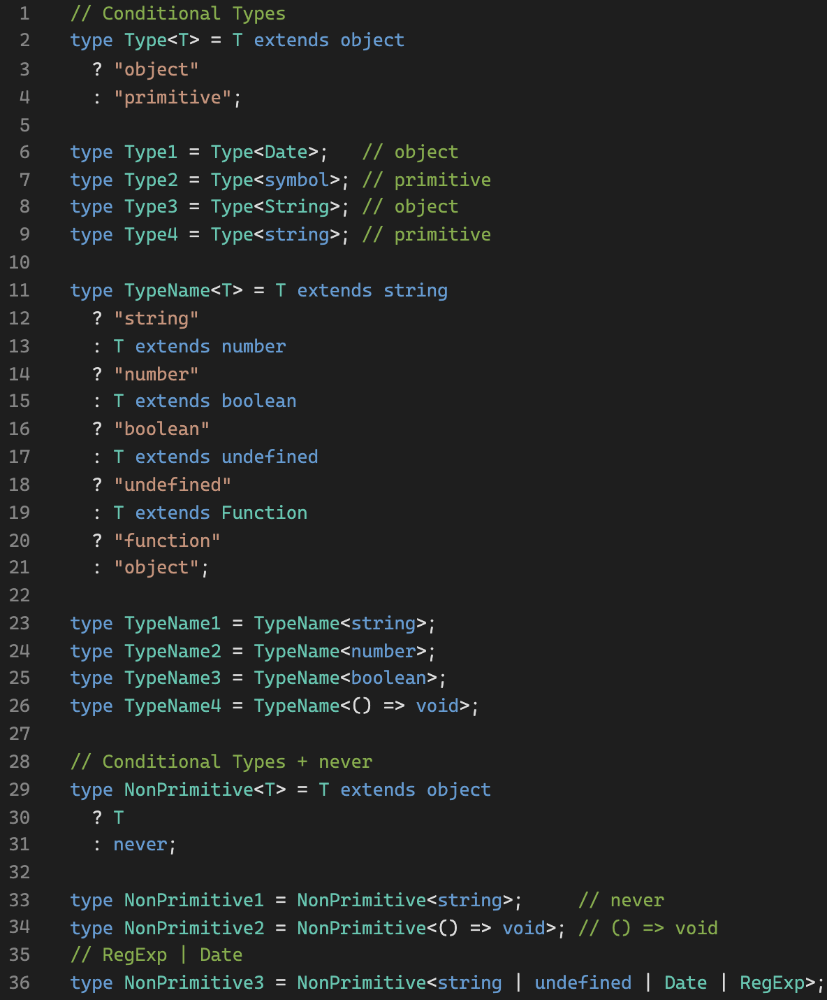 1 // Conditional Types
2 type Type<T> = T extends object
3   ? "object"
4   : "primitive";
5
6 type Type1 = Type<Date>;   // object
7 type Type2 = Type<symbol>; // primitive
8 type Type3 = Type<String>; // object
9 type Type4 = Type<string>; // primitive
10
11 type TypeName<T> = T extends string
12   ? "string"
13   : T extends number
14   ? "number"
15   : T extends boolean
16   ? "boolean"
17   : T extends undefined
18   ? "undefined"
19   : T extends Function
20   ? "function"
21   : "object";
22
23 type TypeName1 = TypeName<string>;
24 type TypeName2 = TypeName<number>;
25 type TypeName3 = TypeName<boolean>;
26 type TypeName4 = TypeName<() => void>;
27
28 // Conditional Types + never
29 type NonPrimitive<T> = T extends object
30   ? T
31   : never;
32
33 type NonPrimitive1 = NonPrimitive<string>;     // never
34 type NonPrimitive2 = NonPrimitive<() => void>; // () => void
35 // RegExp | Date
36 type NonPrimitive3 = NonPrimitive<string | undefined | Date | RegExp>;